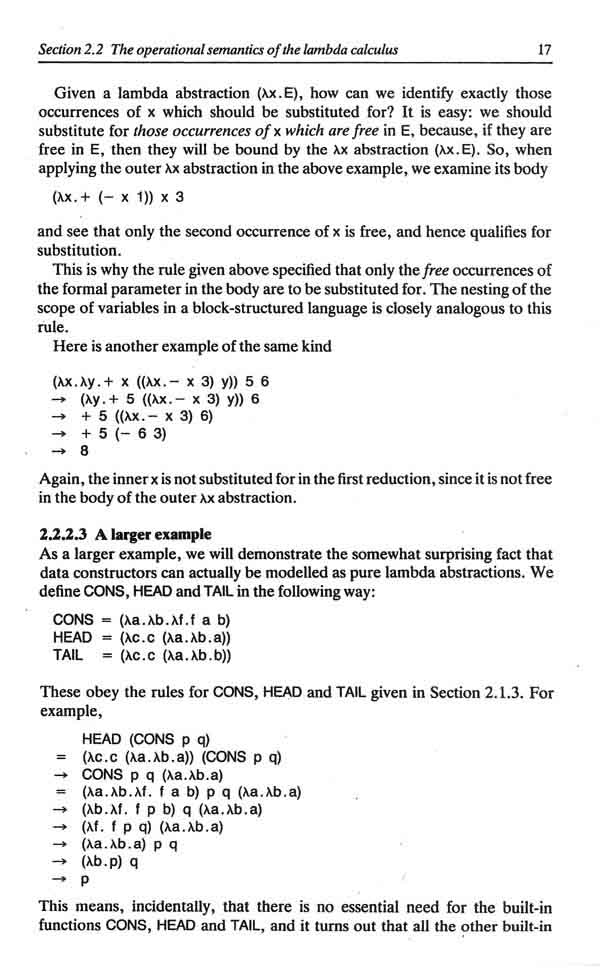 Section 2.2 The operational semantics of the lambda calculus 17
Given a lambda abstraction (λx.E), how can we identify exactly those
occurrences of x which should be substituted for? It is easy: we should
substitute for those occurrences of x which are free in E, because, if they are
free in E, then they will be bound by the λx abstraction (λx.E). So, when
applying the outer λx abstraction in the above example, we examine its body
(λx.+ (− x 1)) x 3
and see that only the second occurrence of x is free, and hence qualifies for
substitution.
This is why the rule given above specified that only the free occurrences of
the formal parameter in the body are to be substituted for. The nesting of the
scope of variables in a block-structured language is closely analogous to this
rule.
Here is another example of the same kind
(λx.λy.+ x ((λx.− x 3) y)) 5 6
→ (λy.+ 5 ((λx.− x 3) y)) 6
→ + 5 ((λx.− x 3) 6)
→ + 5 (− 6 3)
→ 8
Again, the inner x is not substituted for in the first reduction, since it is not free
in the body of the outer λx abstraction.
2.2.2.3 A larger example
As a larger example, we will demonstrate the somewhat surprising fact that
data constructors can actually be modelled as pure lambda abstractions. We
define CONS, HEAD and TAIL in the following way:
CONS = (λa.λb.λf.f a b)
HEAD = (λc.c (λa.λb.a))
TAIL = (λc.c (λa.λb.b))
These obey the rules for CONS, HEAD and TAIL given in Section 2.1.3. For
example,
HEAD (CONS p q)
= (λc.c (λa.λb.a)) (CONS p q)
→ CONS p q (λa.λb.a)
= (λa.λb.λf. f a b) p q (λa.λb.a)
→ (λb.λf. f p b) q (λa.λb.a)
→ (λf. f p q) (λa.λb.a)
→ (λa.λb.a) p q
→ (λb.p) q
→ p
This means, incidentally, that there is no essential need for the built-in
functions CONS, HEAD and TAIL, and it turns out that all the other built-in